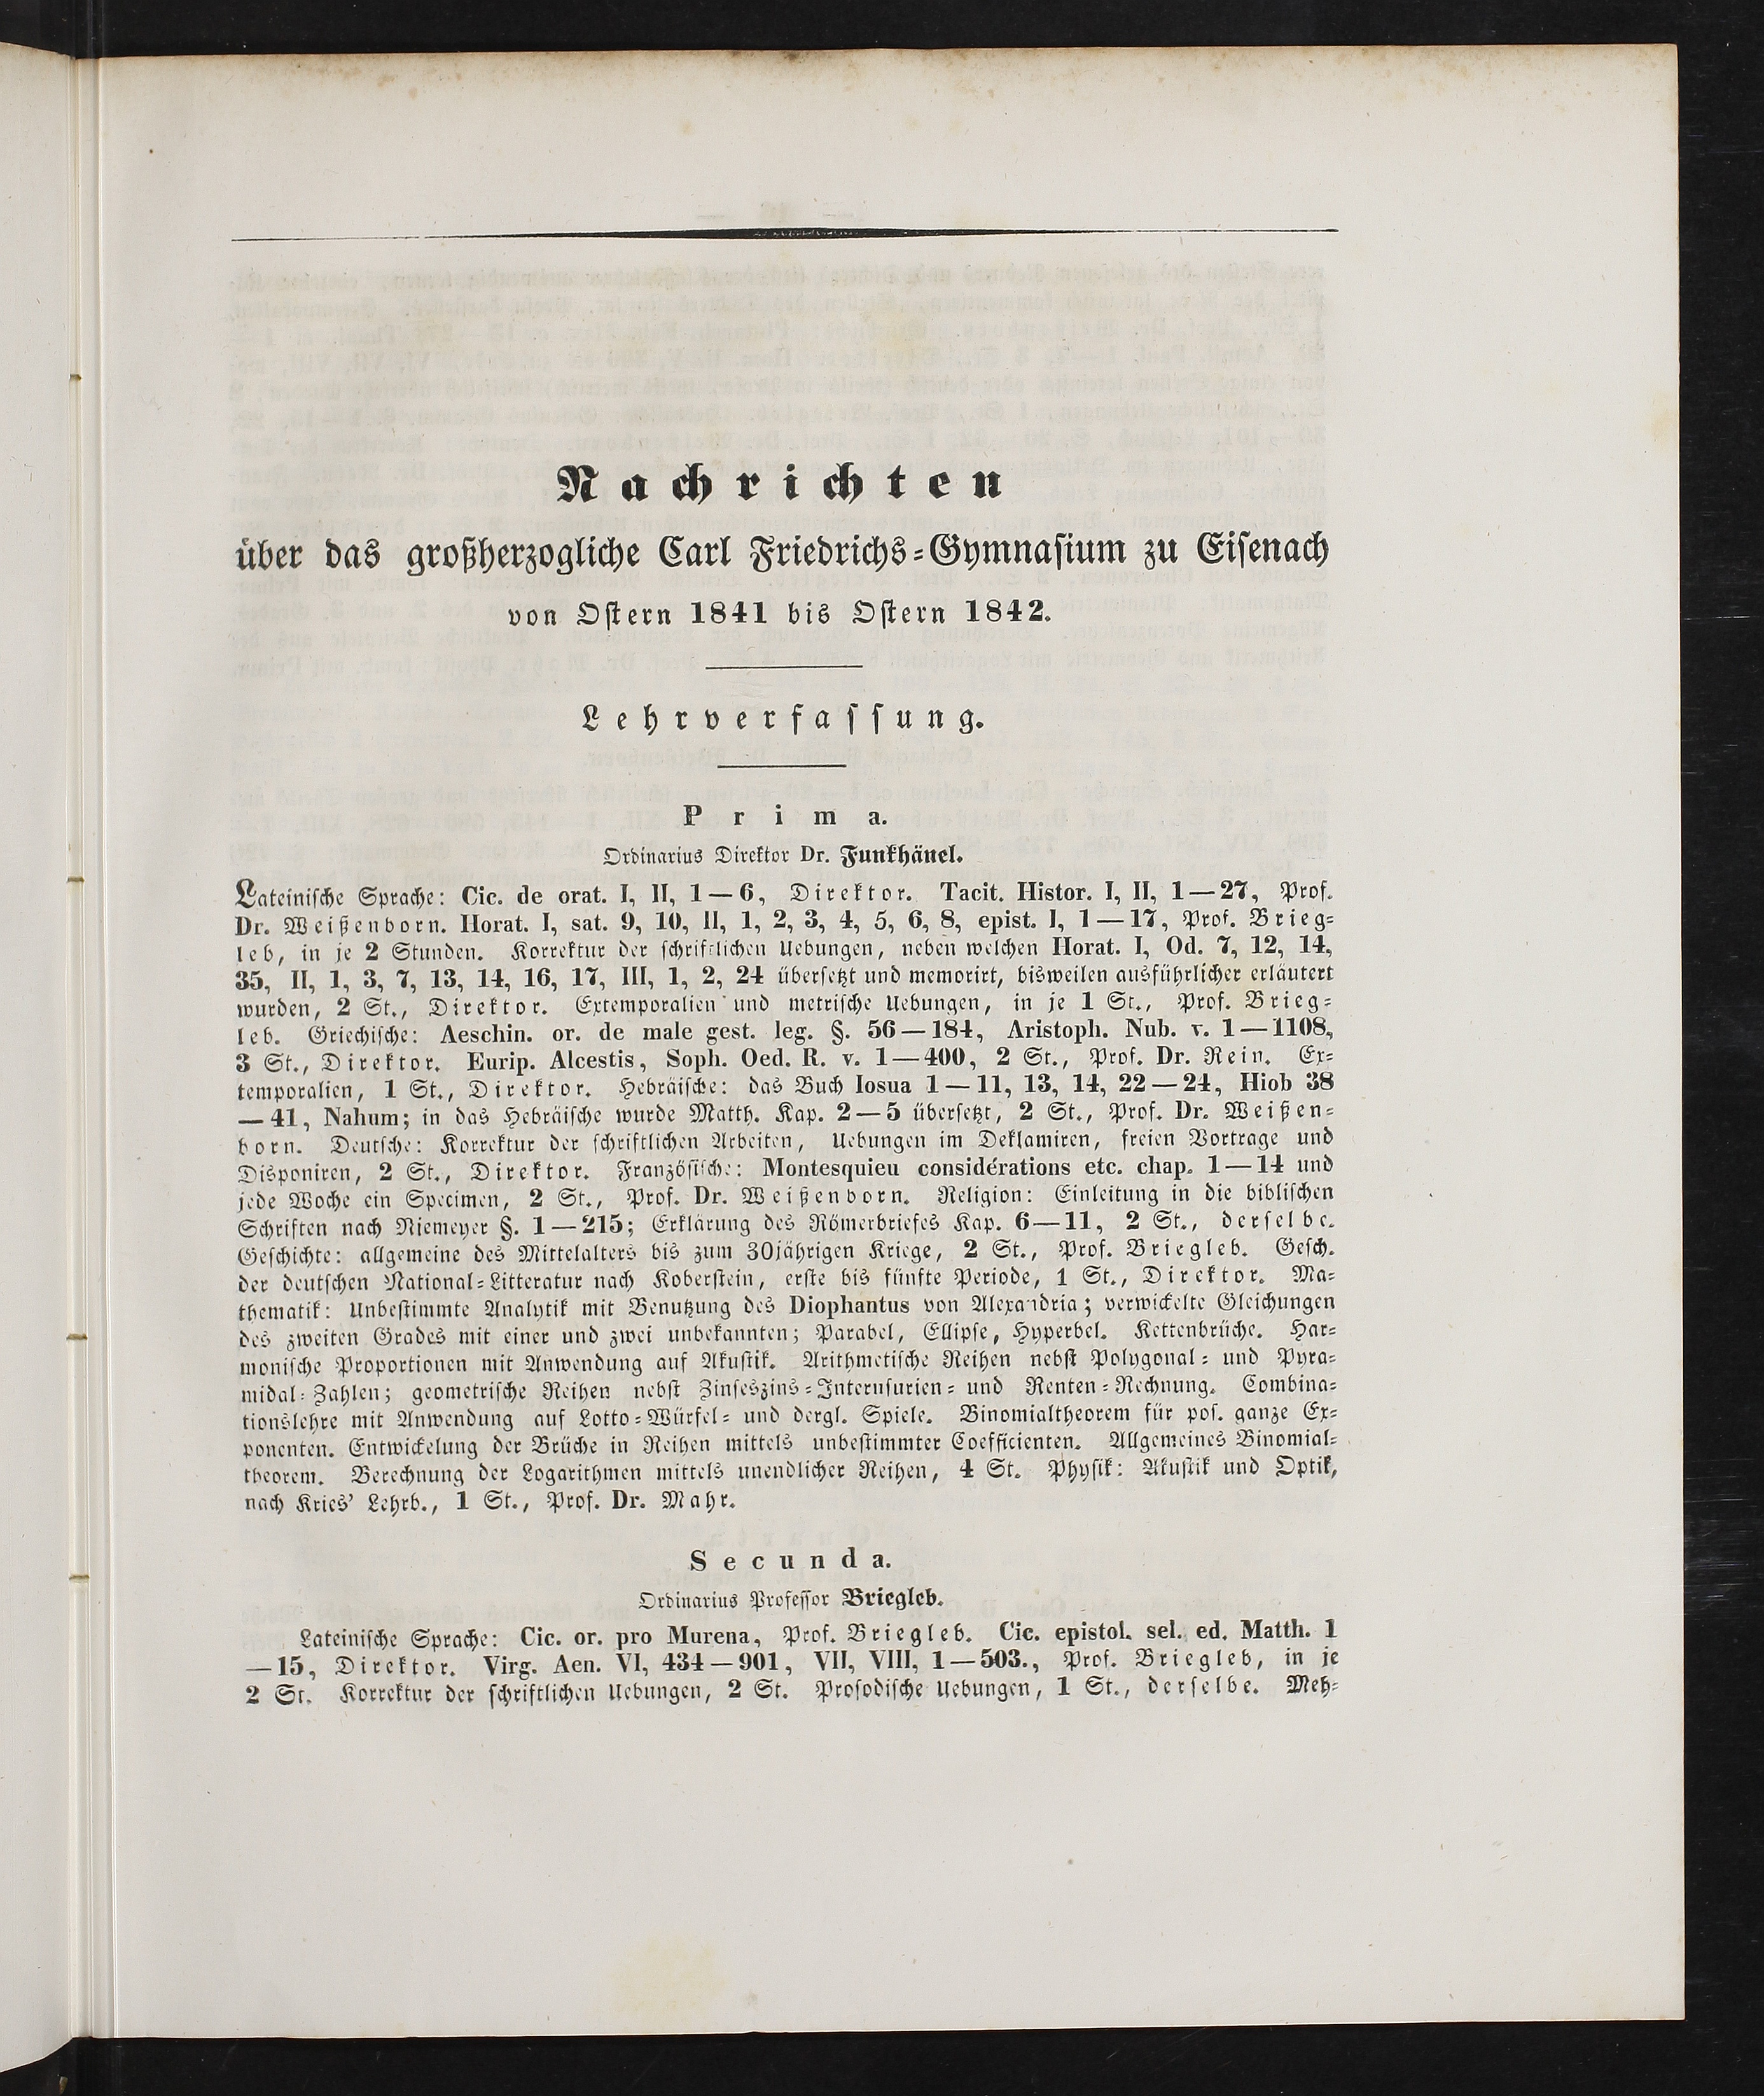 Nachrichten
über das großherzogliche Carl Friedrichs-Gymnasium zu Eisenach
von Ostern 1841 bis Ostern 1842.
Lehrverfassung.
Prima.
Ordinarius Direktor Dr. Funkhänel.
Lateinische Sprache: Cic. de orat. I, II, 1—6, Direktor. Tacit. Histor. I, II, 1—27, Prof.
Dr. Weißenborn. Horat. I, sat. 9, 10, II, 1, 2, 3, 4, 5, 6, 8, epist. I, 1—17, Prof. Brieg-
leb, in je 2 Stunden. Korrektur der schriftlichen Uebungen, neben welchen Horat. I, Od. 7, 12, 14,
35, II, 1, 3, 7, 13, 14, 16, 17, III, 1, 2, 24 übersetzt und memorirt, bisweilen ausführlicher erläutert
wurden, 2 St., Direktor. Extemporalien und metrische Uebungen, in je 1 St., Prof. Brieg-
leb. Griechische: Aeschin. or. de male gest. leg. §. 56—184, Aristoph. Nub. v. 1—1108,
3 St., Direktor. Eurip. Alcestis, Soph. Oed. R. v. 1—400, 2 St., Prof. Dr. Rein. Ex-
temporalien, 1 St., Direktor. Hebräische: das Buch Iosua 1—11, 13, 14, 22—24, Hiob 38
—41, Nahum; in das Hebräische wurde Matth. Kap. 2—5 übersetzt, 2 St., Prof. Dr. Weißen-
born. Deutsche: Korrektur der schriftlichen Arbeiten, Uebungen im Deklamiren, freien Vortrage und
Disponiren, 2 St., Direktor. Französische: Montesquieu considérations etc. chap. 1—14 und
jede Woche ein Specimen, 2 St., Prof. Dr. Weißenborn. Religion: Einleitung in die biblischen
Schriften nach Niemeyer §. 1—215; Erklärung des Römerbriefes Kap. 6—11, 2 St., derselbe.
Geschichte: allgemeine des Mittelalters bis zum 30jährigen Kriege, 2 St., Prof. Briegleb. Gesch.
der deutschen National-Litteratur nach Koberstein, erste bis fünfte Periode, 1 St., Direktor. Ma-
thematik: Unbestimmte Analytik mit Benutzung des Diophantus von Alexandria; verwickelte Gleichungen
des zweiten Grades mit einer und zwei unbekannten; Parabel, Ellipse, Hyperbel. Kettenbrüche. Har-
monische Proportionen mit Anwendung auf Akustik. Arithmetische Reihen nebst Polygonal- und Pyra-
midal-Zahlen; geometrische Reihen nebst Zinseszins-Interusurien- und Renten-Rechnung. Combina-
tionslehre mit Anwendung auf Lotto-Würfel- und dergl. Spiele. Binomialtheorem für pos. ganze Ex-
ponenten. Entwickelung der Brüche in Reihen mittels unbestimmter Coefficienten. Allgemeines Binomial-
theorem. Berechnung der Logarithmen mittels unendlicher Reihen, 4 St. Physik: Akustik und Optik,
nach Kries' Lehrb., 1 St., Prof. Dr. Mahr.
Secunda.
Ordinarius Professor Briegleb.
Lateinische Sprache: Cic. or. pro Murena, Prof. Briegleb. Cic. epistol. sel. ed. Matth. 1
—15, Direktor. Virg. Aen. VI, 434—901, VII, VIII, 1—503., Prof. Briegleb, in je
2 St. Korrektur der schriftlichen Uebungen, 2 St. Prosodische Uebungen, 1 St., derselbe. Meh-